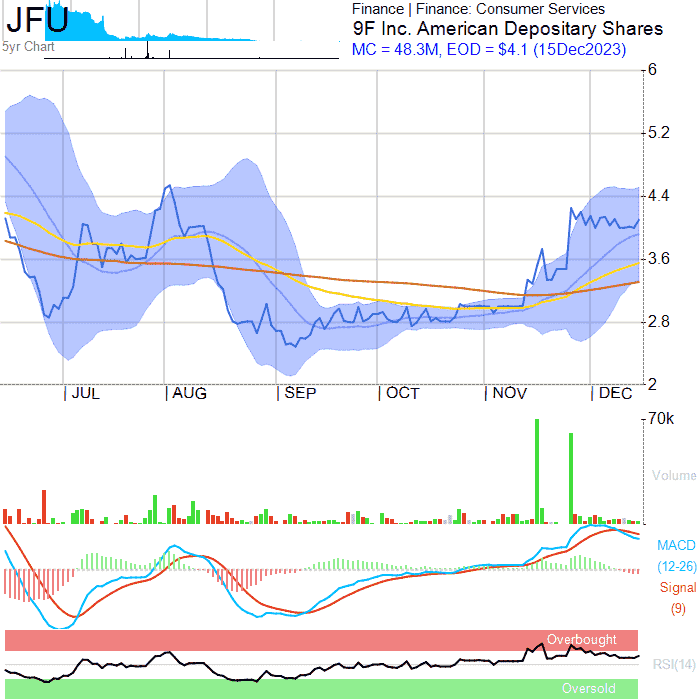 JFU
5yr Chart
Finance | Finance: Consumer Services
9F Inc. American Depositary Shares
MC = 48.3M, EOD = $4.1 (15Dec2023)
6
5.2
4.4
3.6
2.8
2
JUL AUG SEP OCT NOV DEC
70k
Volume
MACD
(12-26)
Signal
(9)
Overbought
RSI(14)
Oversold